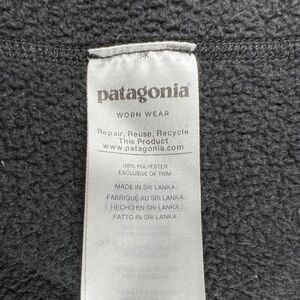 patagonia
WORN WEAR
Repair, Reuse, Recycle
This Product
www.patagonia.com
100% POLYESTER
EXCLUSIVE OF TRIM
MADE IN SRI LANKA
FABRIQUÉ AU SRI LANKA
HECHO EN SRI LANKA
FATTO IN SRI LANKA